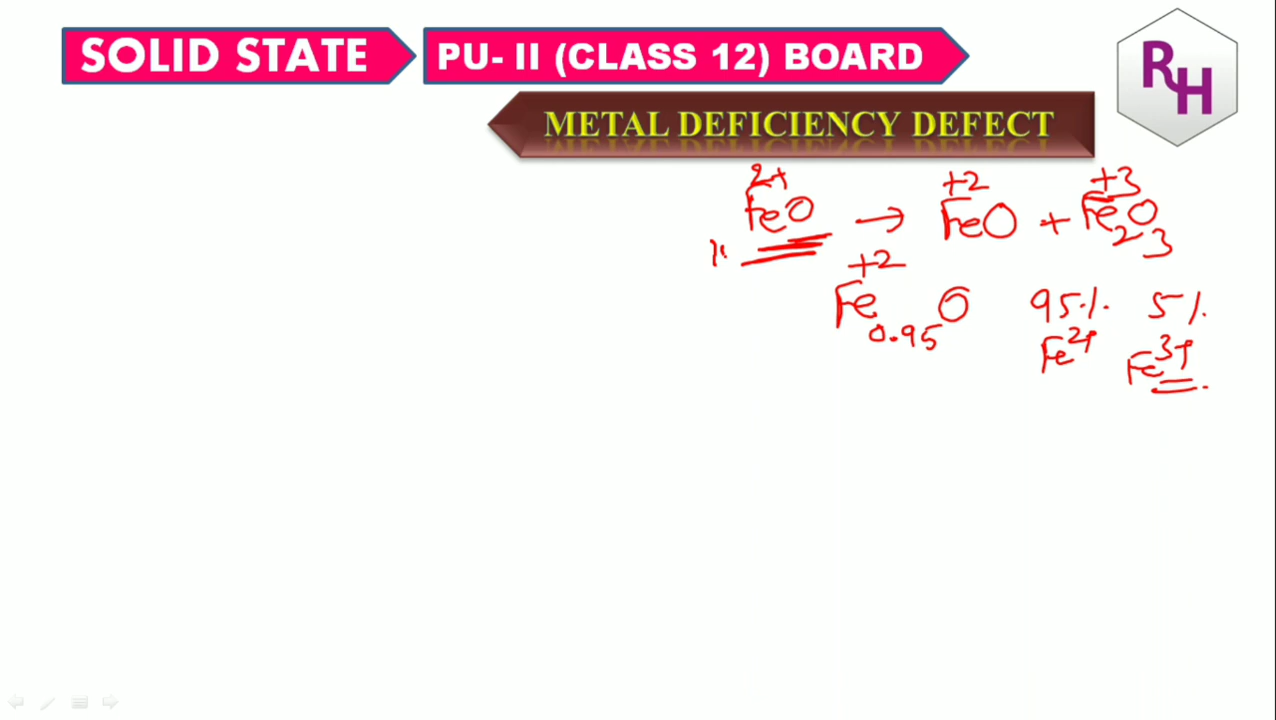 SOLID STATE
PU- II (CLASS 12) BOARD
RH
METAL DEFICIENCY DEFECT
2+ +2 +3
FeO → FeO + Fe2O3
+2
Fe0.95 O 95% 5%
Fe2+ Fe3+